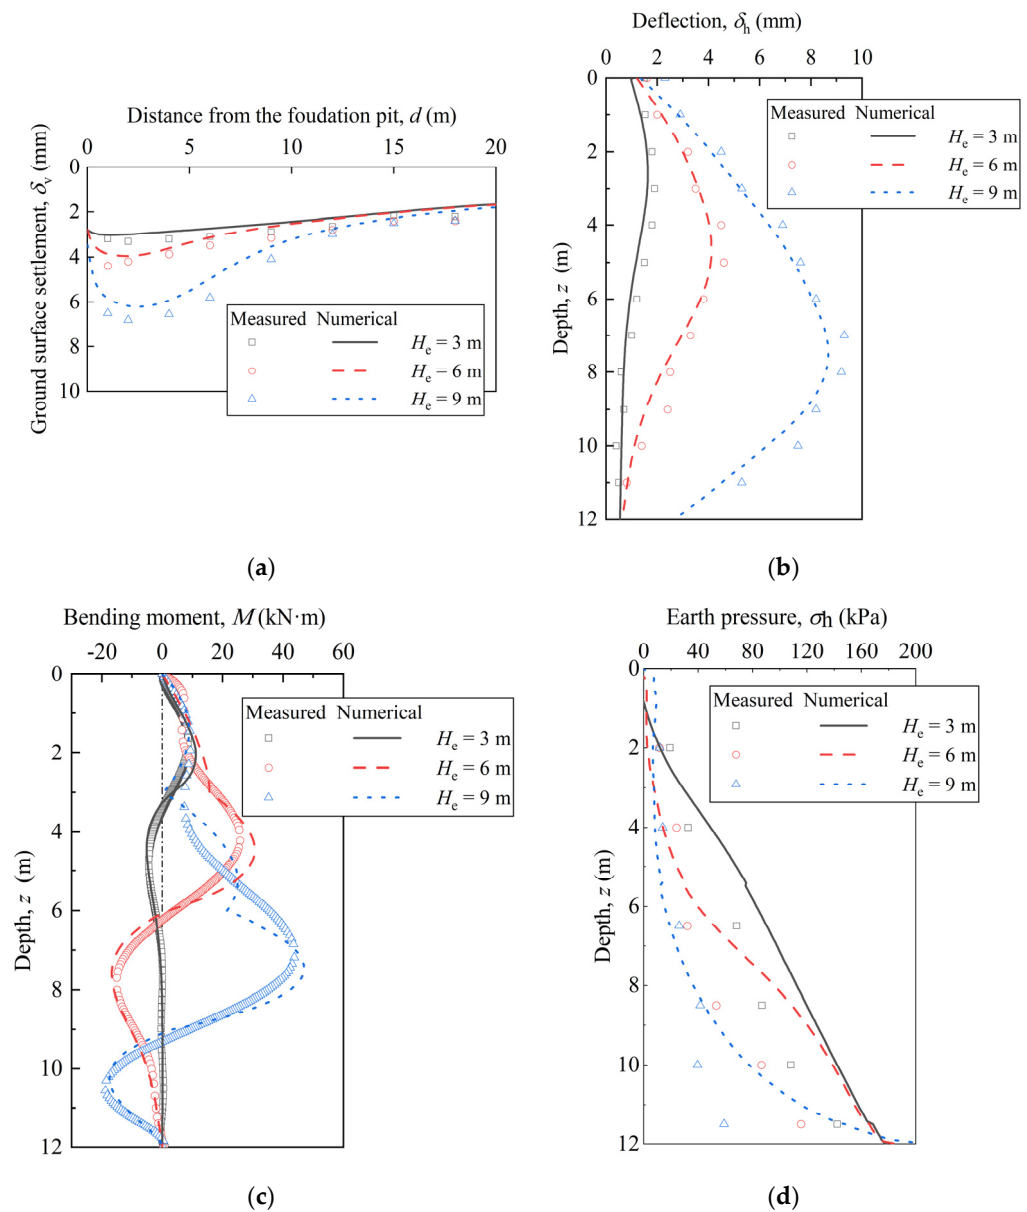 Distance from the foudation pit, d (m)
0 5 10 15 20
Ground surface settlement, δv (mm)
0
2
4
6
8
10
Measured Numerical
He = 3 m
He = 6 m
He = 9 m
(a)
Deflection, δh (mm)
0 2 4 6 8 10
Depth, z (m)
0
2
4
6
8
10
12
Measured Numerical
He = 3 m
He = 6 m
He = 9 m
(b)
Bending moment, M (kN·m)
-20 0 20 40 60
Depth, z (m)
0
2
4
6
8
10
12
Measured Numerical
He = 3 m
He = 6 m
He = 9 m
(c)
Earth pressure, σh (kPa)
0 40 80 120 160 200
Depth, z (m)
0
2
4
6
8
10
12
Measured Numerical
He = 3 m
He = 6 m
He = 9 m
(d)